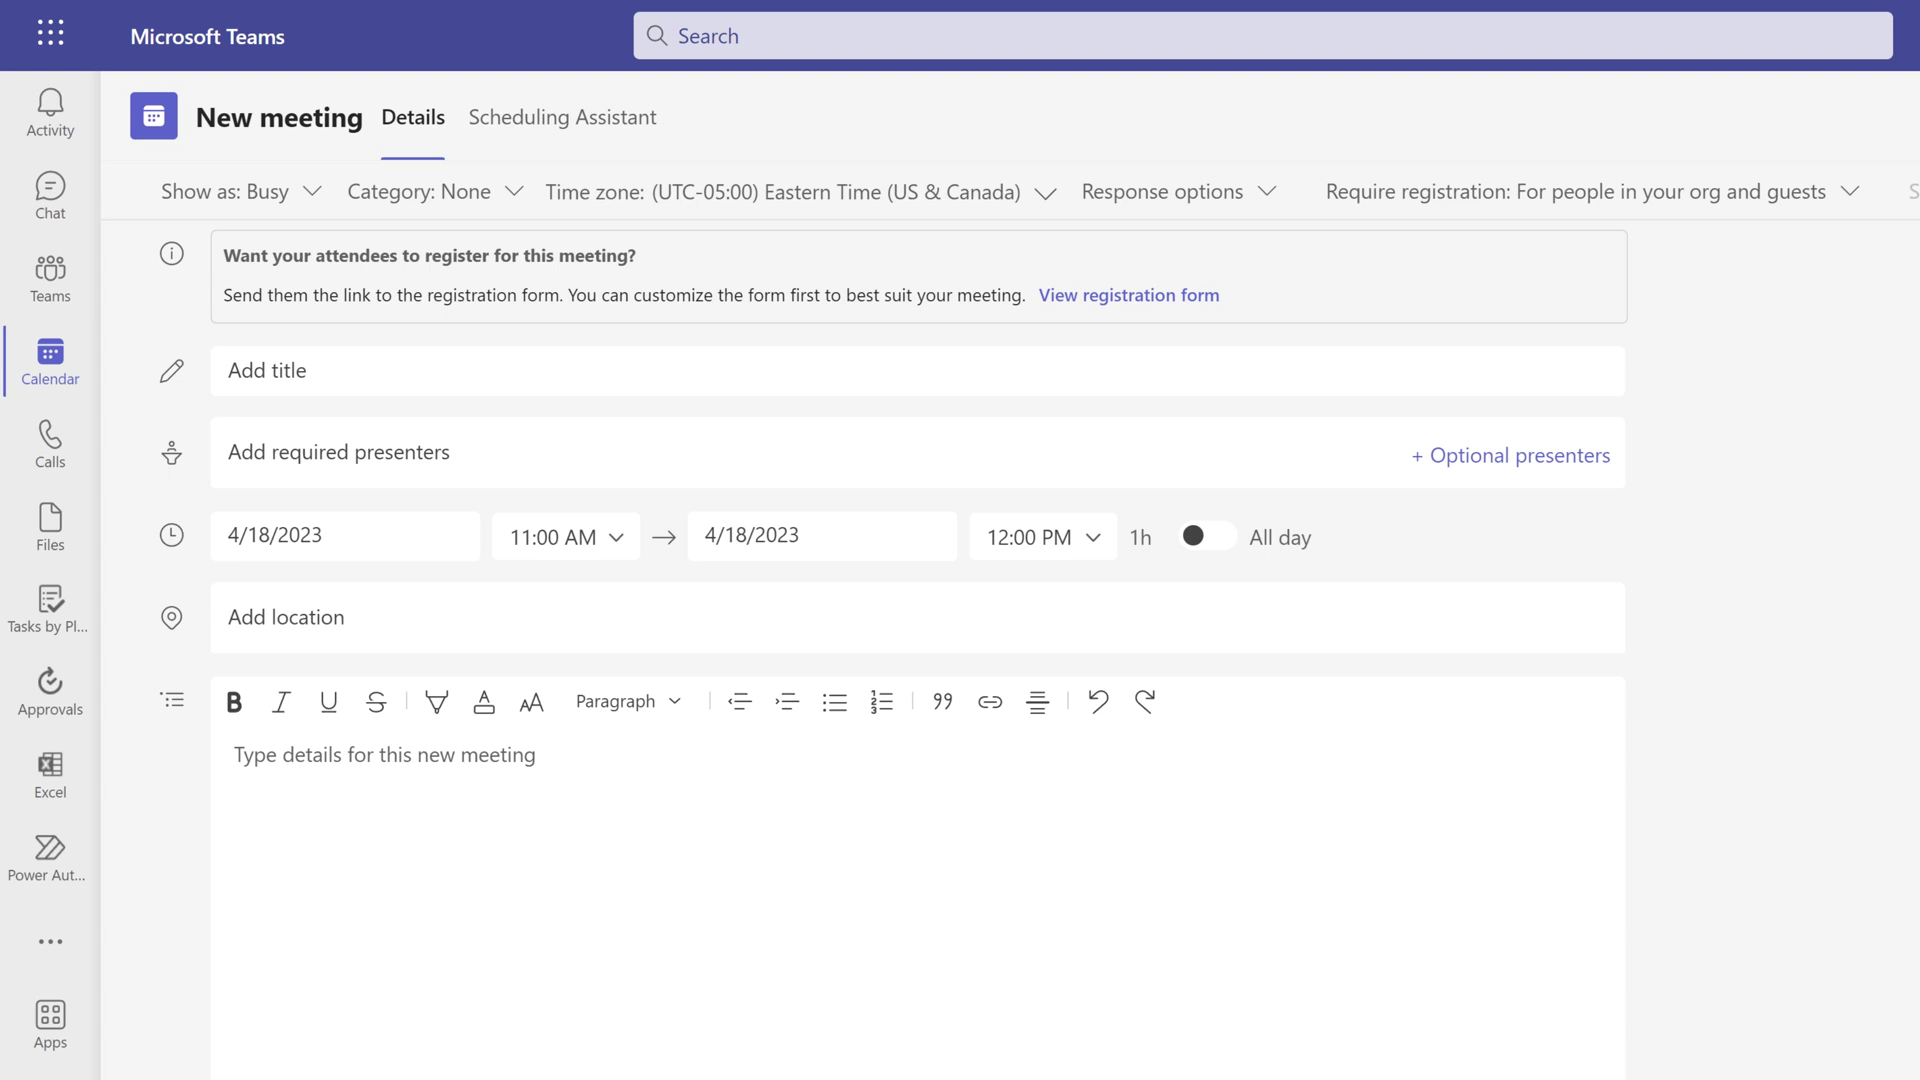 Microsoft Teams
Search
Activity
Chat
Teams
Calendar
Calls
Files
Tasks by Pl...
Approvals
Excel
Power Aut...
Apps
New meeting Details Scheduling Assistant
Show as: Busy Category: None Time zone: (UTC-05:00) Eastern Time (US & Canada) Response options Require registration: For people in your org and guests S
Want your attendees to register for this meeting?
Send them the link to the registration form. You can customize the form first to best suit your meeting. View registration form
Add title
Add required presenters + Optional presenters
4/18/2023 11:00 AM → 4/18/2023 12:00 PM 1h All day
Add location
Paragraph
Type details for this new meeting